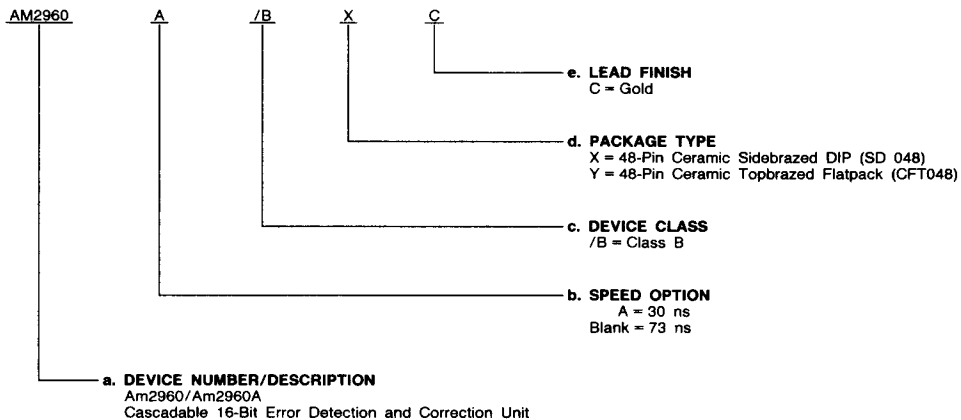 AM2960 A /B X C
e. LEAD FINISH
C = Gold
d. PACKAGE TYPE
X = 48-Pin Ceramic Sidebrazed DIP (SD 048)
Y = 48-Pin Ceramic Topbrazed Flatpack (CFT048)
c. DEVICE CLASS
/B = Class B
b. SPEED OPTION
A = 30 ns
Blank = 73 ns
a. DEVICE NUMBER/DESCRIPTION
Am2960/Am2960A
Cascadable 16-Bit Error Detection and Correction Unit